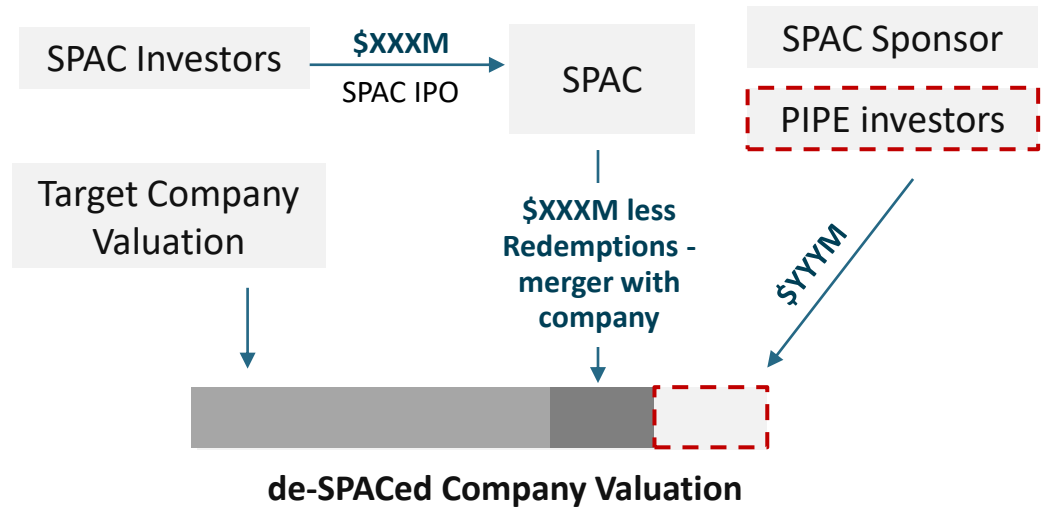 SPAC Investors
$XXXM
SPAC IPO
SPAC
SPAC Sponsor
PIPE investors
Target Company
Valuation
$XXXM less
Redemptions -
merger with
company
$YYYM
de-SPACed Company Valuation